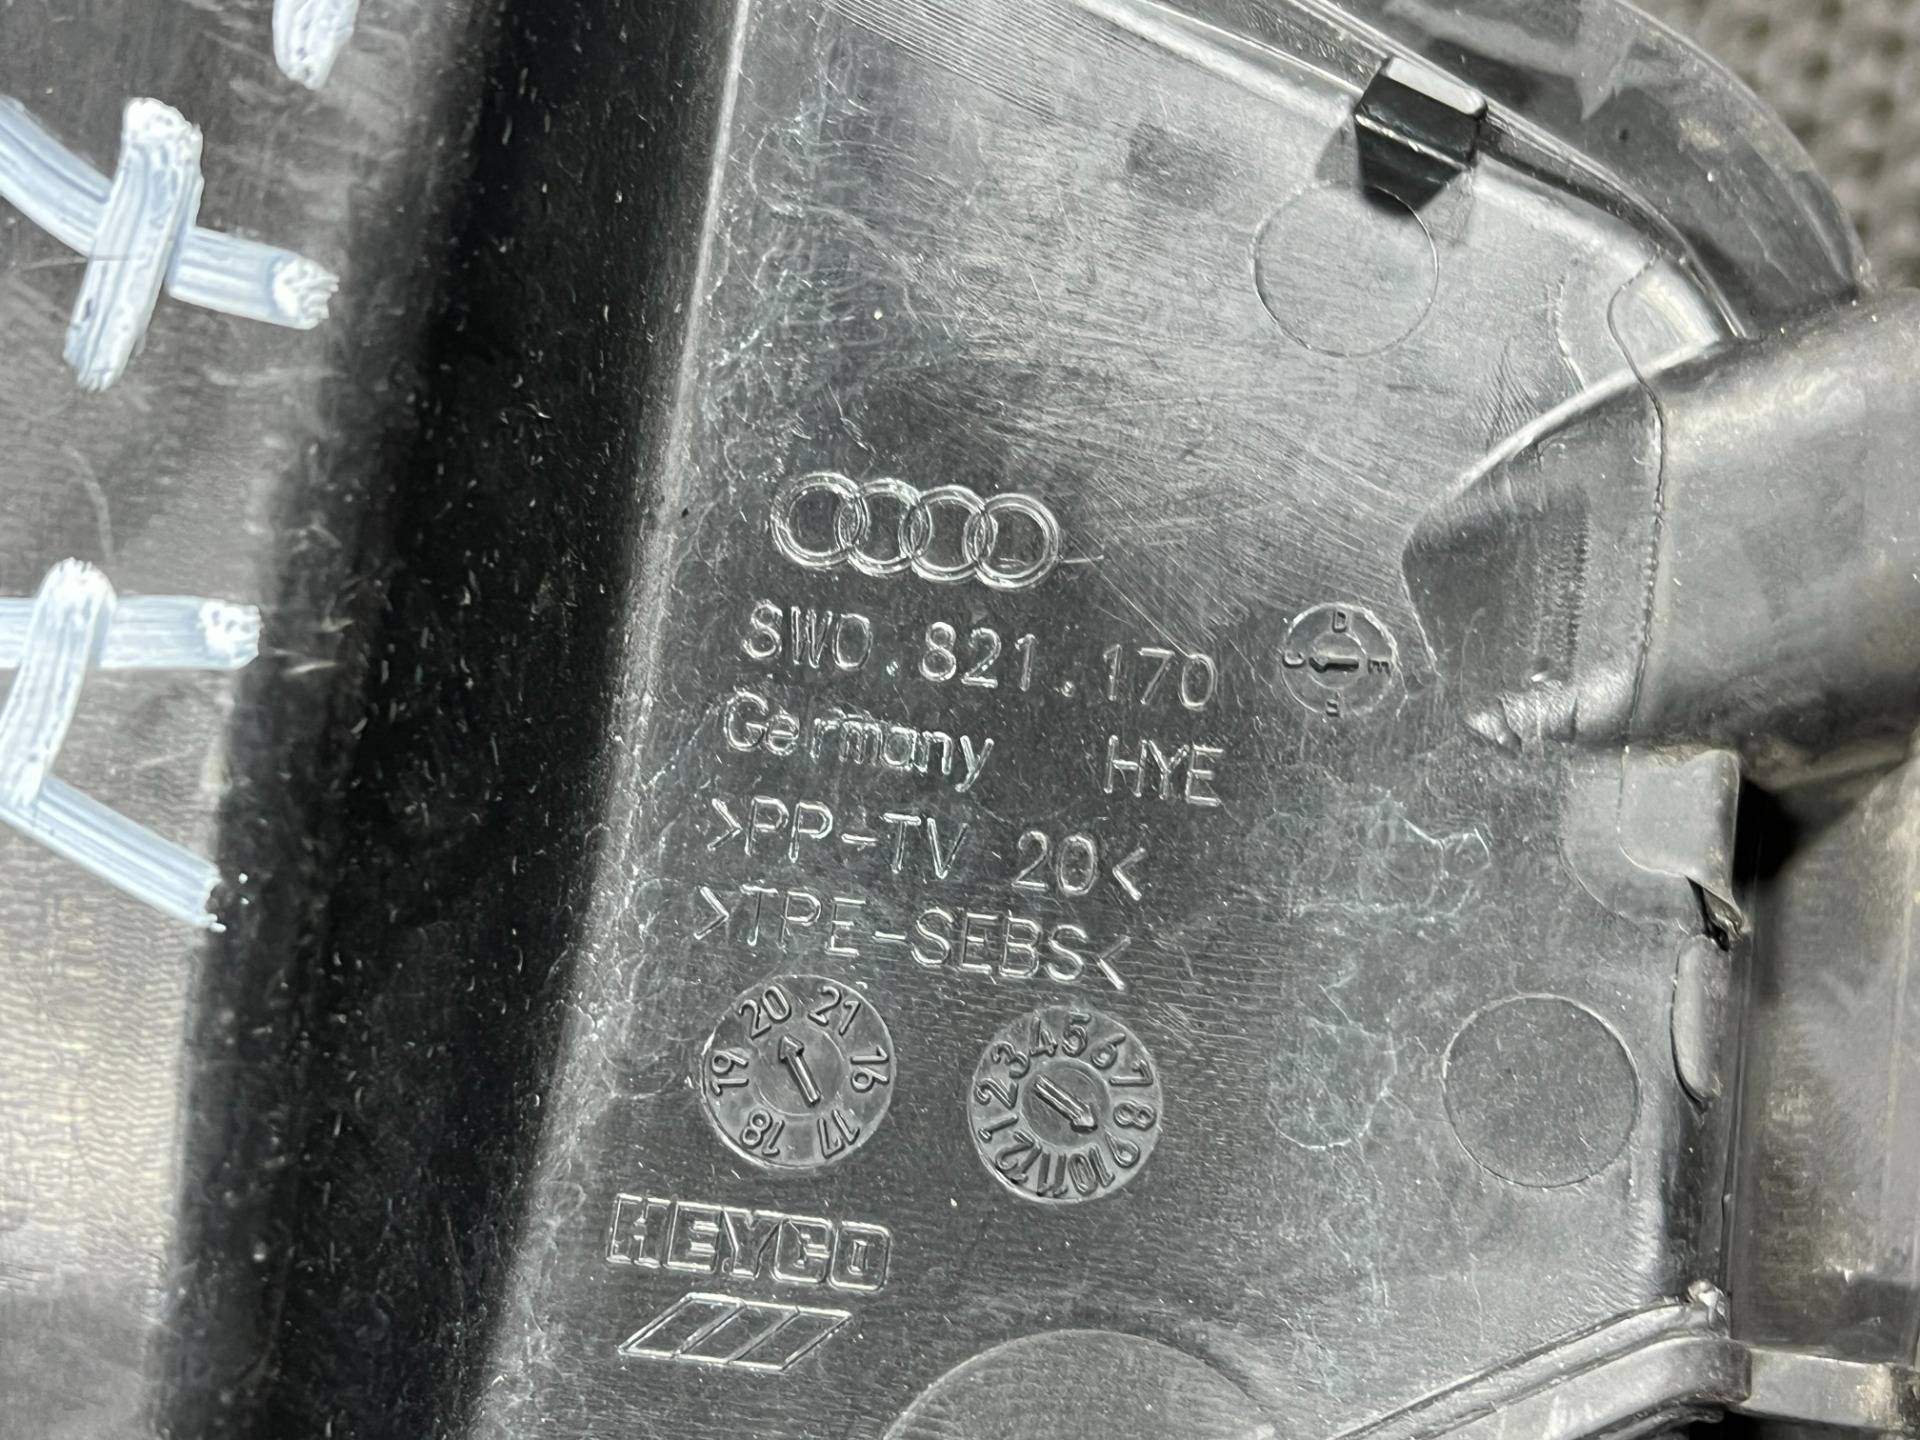 8W0.821.170
D
C E
B
Germany HYE
>PP-TV 20<
>TPE-SEBS<
20 21 16 17 18 19
1 2 3 4 5 6 7 8 9 10 11 12
HEYCO